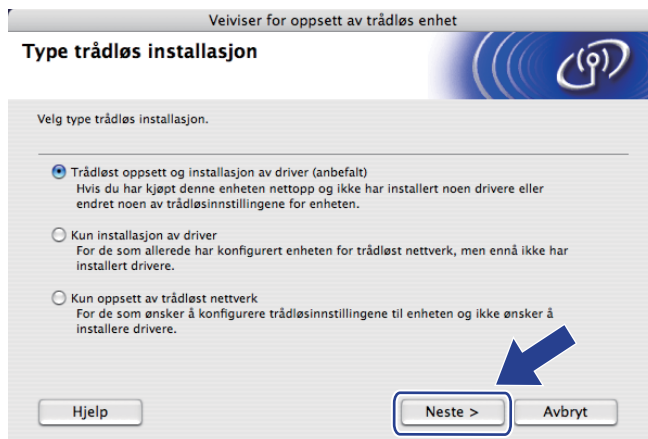 Veiviser for oppsett av trådløs enhet
Type trådløs installasjon
Velg type trådløs installasjon.
Trådløst oppsett og installasjon av driver (anbefalt)
Hvis du har kjøpt denne enheten nettopp og ikke har installert noen drivere eller
endret noen av trådløsinnstillingene for enheten.
Kun installasjon av driver
For de som allerede har konfigurert enheten for trådløst nettverk, men ennå ikke har
installert drivere.
Kun oppsett av trådløst nettverk
For de som ønsker å konfigurere trådløsinnstillingene til enheten og ikke ønsker å
installere drivere.
Hjelp
Neste >
Avbryt